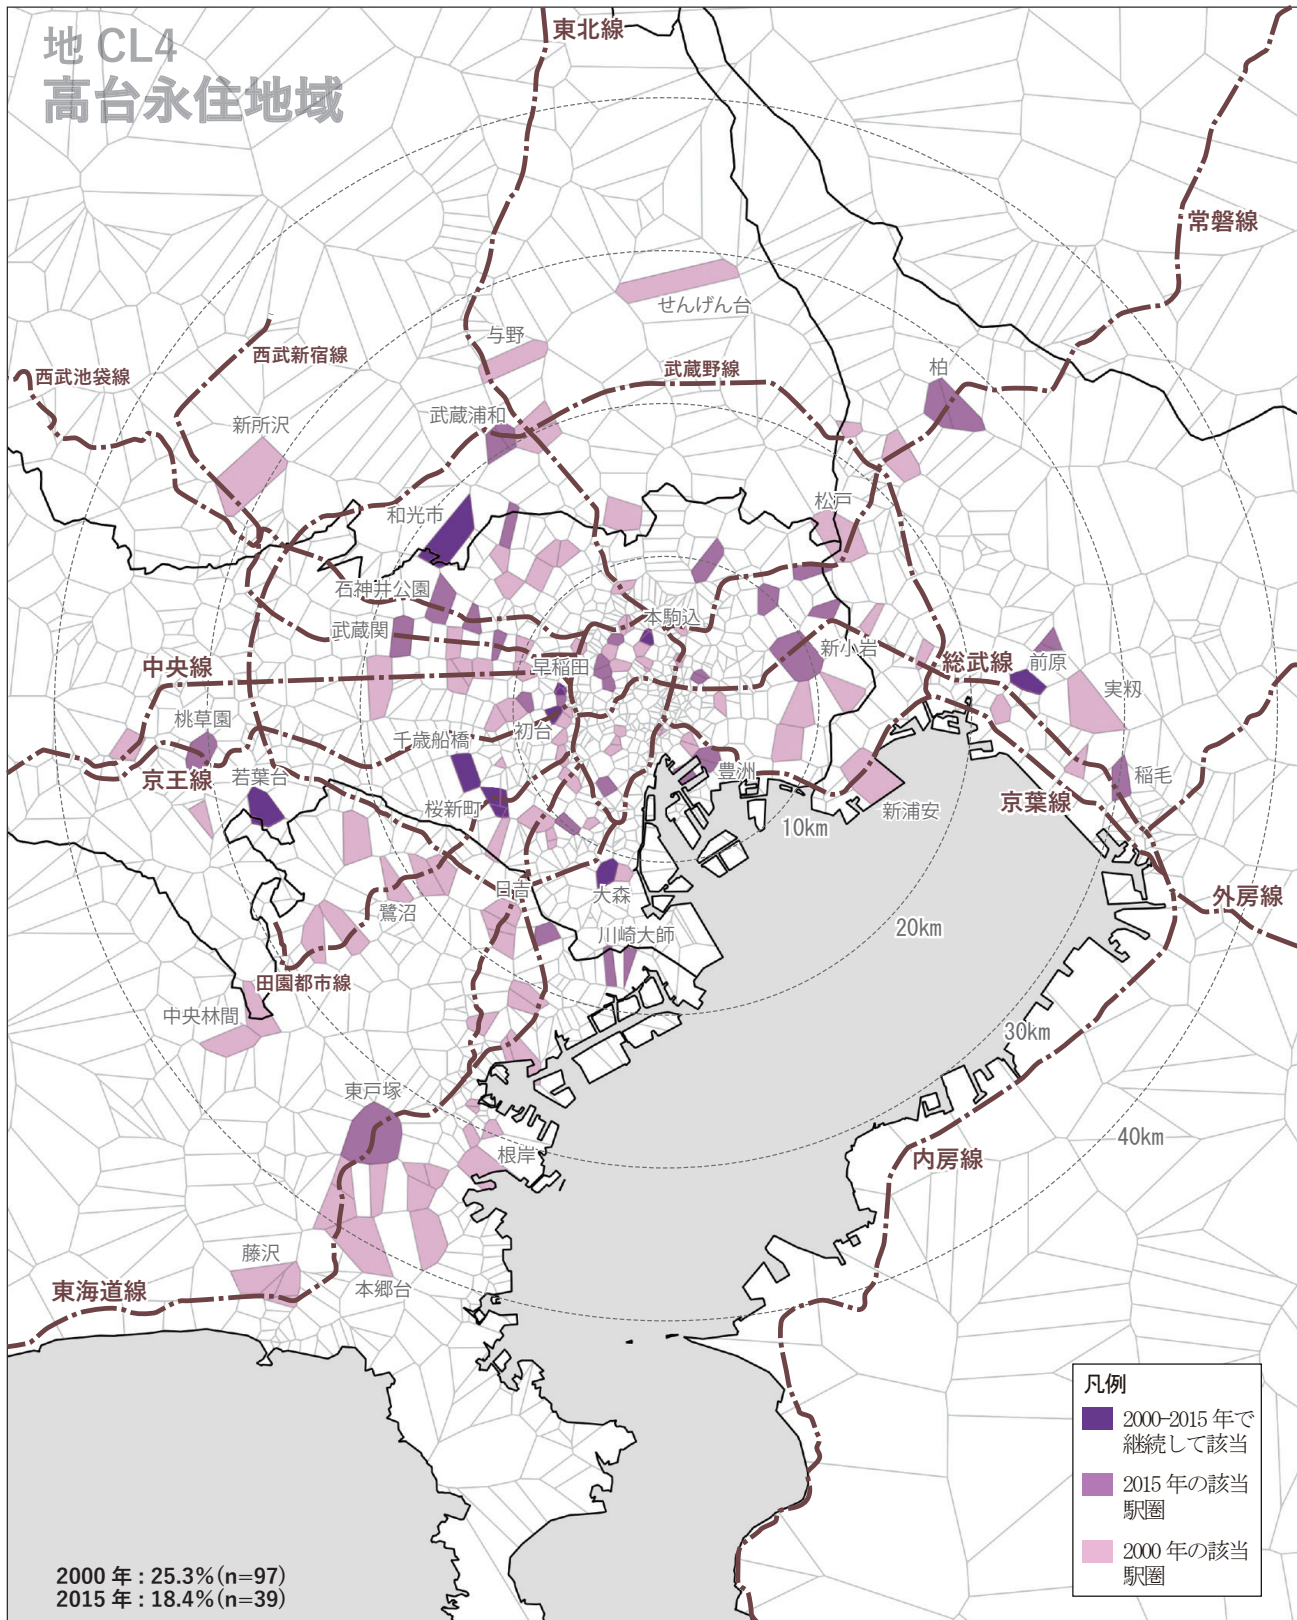 地 CL4
高台永住地域
東北線
常磐線
せんげん台
与野
西武新宿線
武蔵野線
西武池袋線
柏
武蔵浦和
新所沢
松戸
和光市
石神井公園
本駒込
武蔵関
新小岩
総武線
前原
中央線
早稲田
実籾
桃草園
初台
千歳船橋
京王線
若葉台
豊洲
稲毛
桜新町
京葉線
新浦安
10km
日吉
大森
外房線
鷺沼
20km
川崎大師
田園都市線
中央林間
30km
東戸塚
40km
根岸
内房線
藤沢
東海道線
本郷台
凡例
2000-2015 年で
継続して該当
2015 年の該当
駅圏
2000 年の該当
駅圏
2000 年 : 25.3%(n=97)
2015 年 : 18.4%(n=39)